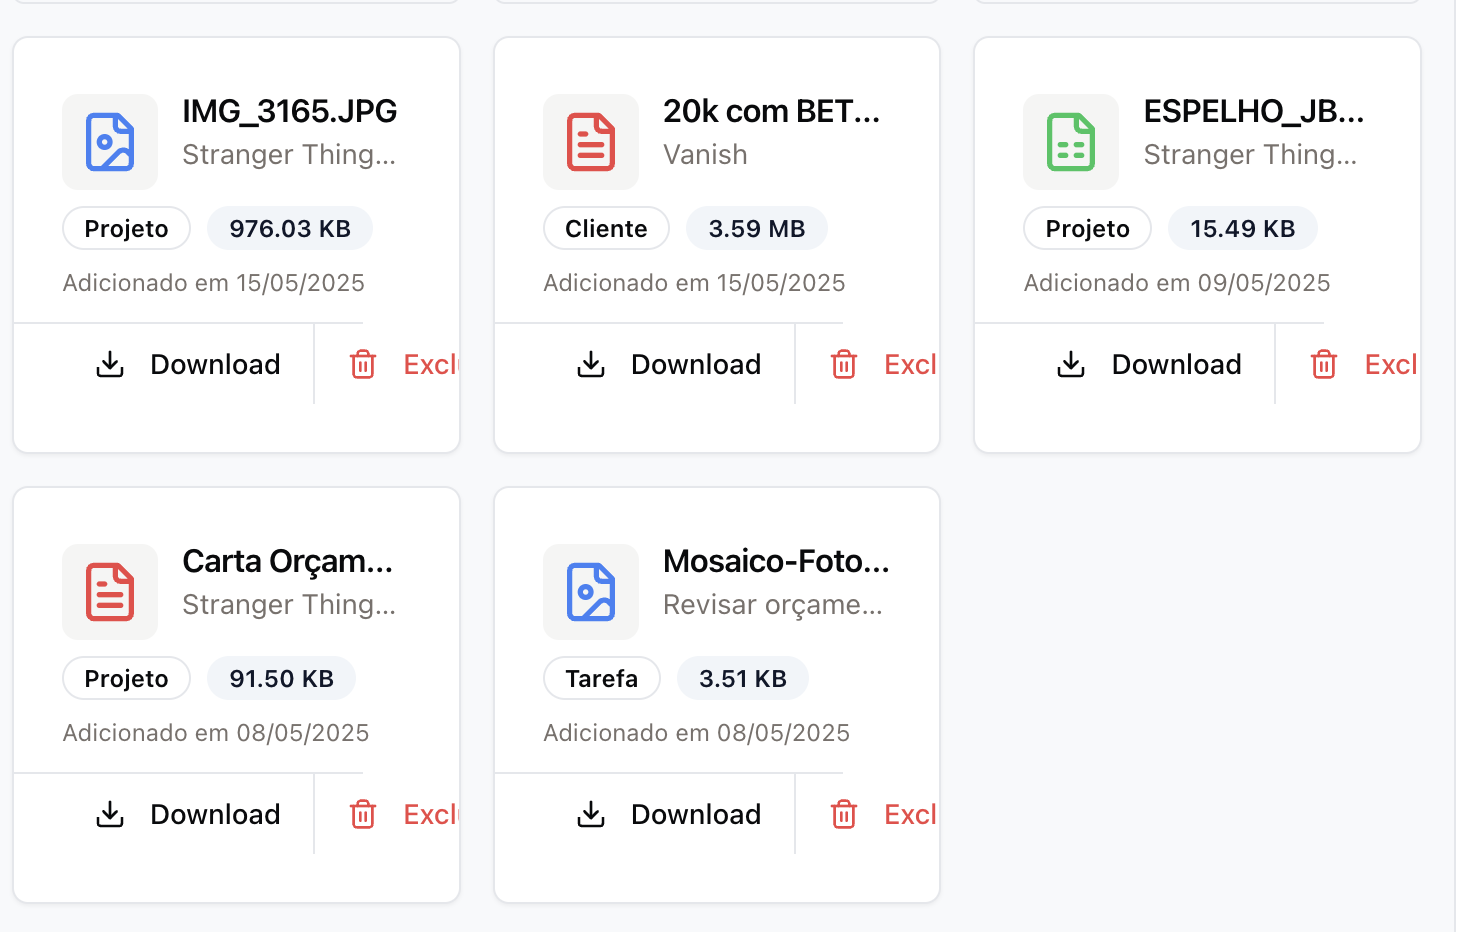 IMG_3165.JPG
Stranger Thing...
Projeto 976.03 KB
Adicionado em 15/05/2025
Download Excl
20k com BET...
Vanish
Cliente 3.59 MB
Adicionado em 15/05/2025
Download Excl
ESPELHO_JB...
Stranger Thing...
Projeto 15.49 KB
Adicionado em 09/05/2025
Download Excl
Carta Orçam...
Stranger Thing...
Projeto 91.50 KB
Adicionado em 08/05/2025
Download Excl
Mosaico-Foto...
Revisar orçame...
Tarefa 3.51 KB
Adicionado em 08/05/2025
Download Excl